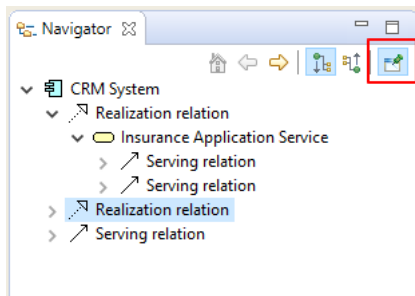 Navigator
CRM System
Realization relation
Insurance Application Service
Serving relation
Serving relation
Realization relation
Serving relation